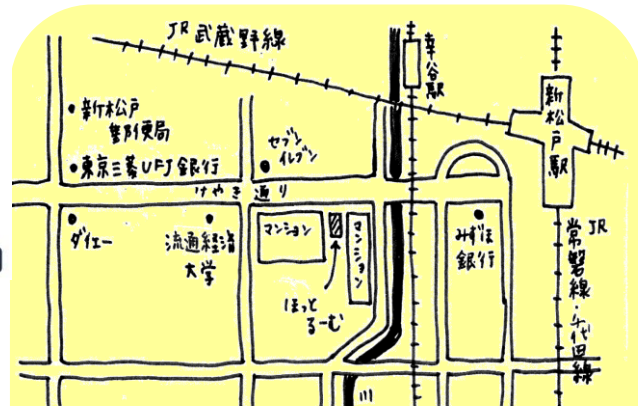 JR 武蔵野線
幸谷駅
新松戸駅
新松戸
郵便局
東京三菱UFJ銀行
セブン
イレブン
けやき通り
ダイエー
流通経済
大学
マンション
マンション
ほっと
るーむ
みずほ
銀行
JR
常磐線・千代田線
川